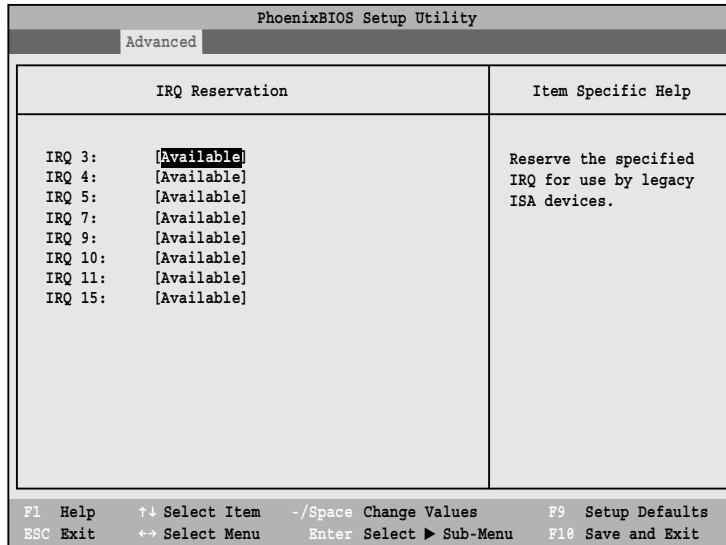 PhoenixBIOS Setup Utility
Advanced
IRQ Reservation
Item Specific Help
IRQ 3: [Available]
IRQ 4: [Available]
IRQ 5: [Available]
IRQ 7: [Available]
IRQ 9: [Available]
IRQ 10: [Available]
IRQ 11: [Available]
IRQ 15: [Available]
Reserve the specified
IRQ for use by legacy
ISA devices.
F1 Help ↑↓ Select Item -/Space Change Values F9 Setup Defaults
ESC Exit ←→ Select Menu Enter Select ▶ Sub-Menu F10 Save and Exit